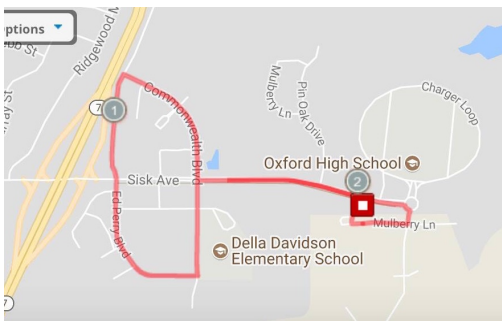 ptions
Ridgewood
Commonwealth Blvd
7
1
Mulberry Ln
Pin Oak Drive
Charger Loop
Oxford High School
2
Sisk Ave
Ed Perry Blvd
Mulberry Ln
Della Davidson
Elementary School
7